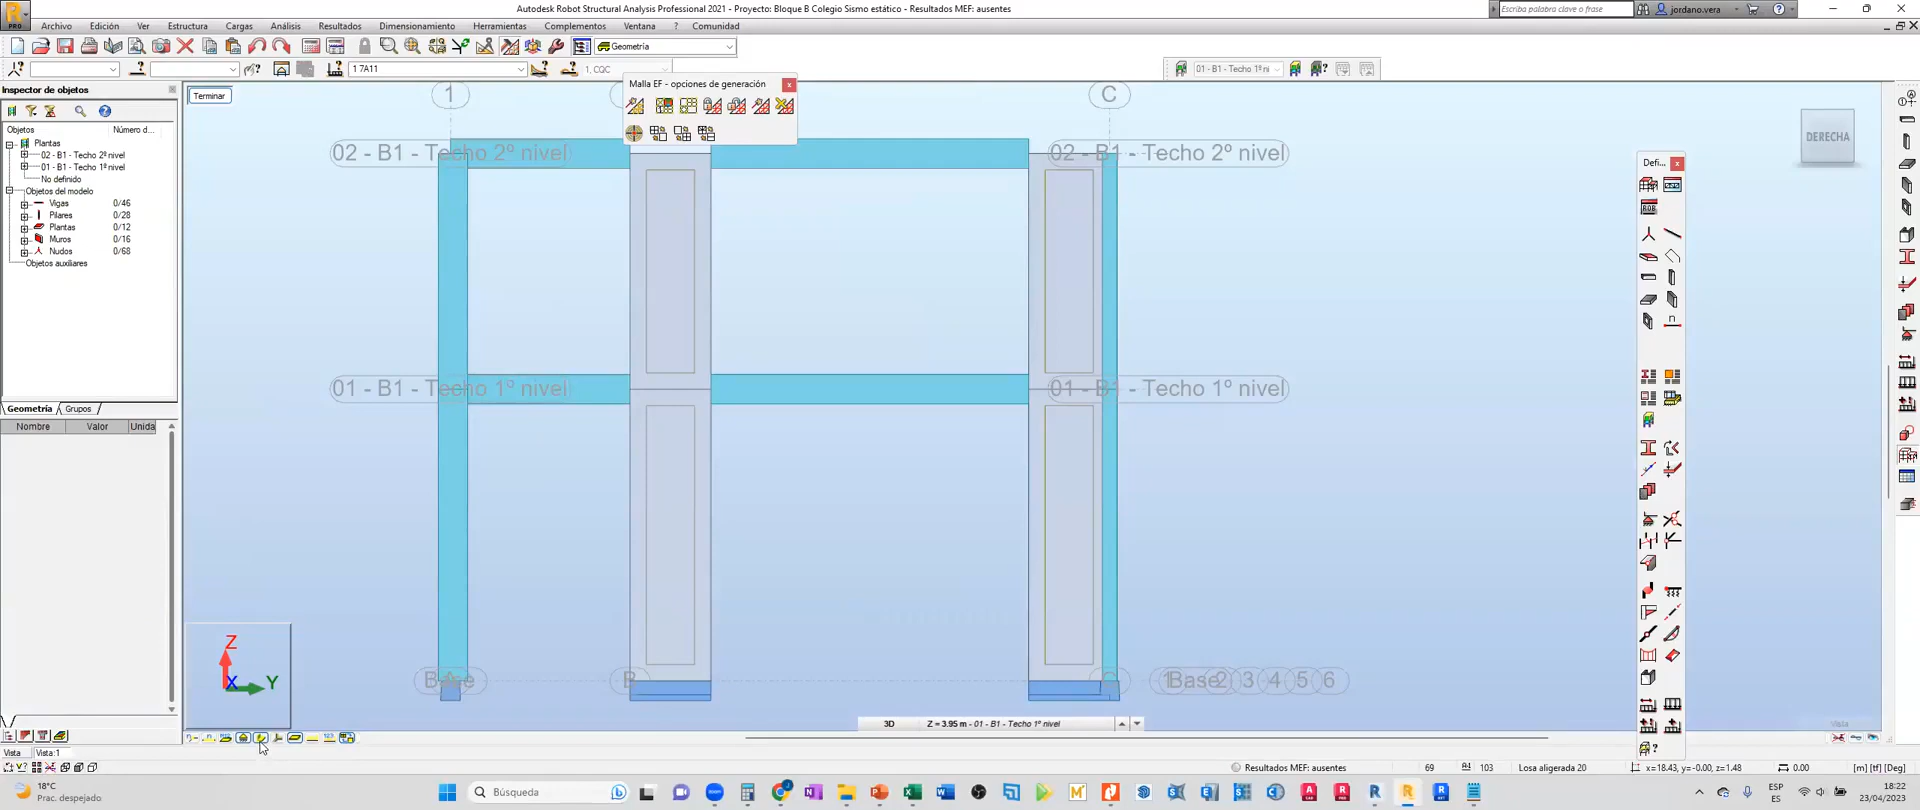 Autodesk Robot Structural Analysis Professional 2021 - Proyecto: Bloque B Colegio Sismo estático - Resultados MEF: ausentes
Escriba palabra clave o frase
jordano.vera
PRO
Archivo Edición Ver Estructura Cargas Análisis Resultados Dimensionamiento Herramientas Complementos Ventana ? Comunidad
Geometría
1 7A11
1. CQC
01 - B1 - Techo 1º ni
Inspector de objetos
Objetos Número d...
Plantas
02 - B1 - Techo 2º nivel
01 - B1 - Techo 1º nivel
No definido
Objetos del modelo
Vigas 0/46
Pilares 0/28
Plantas 0/12
Muros 0/16
Nudos 0/68
Objetos auxiliares
Geometría Grupos
Nombre Valor Unida
Terminar
Malla EF - opciones de generación
1
C
02 - B1 - Techo 2º nivel
02 - B1 - Techo 2º nivel
01 - B1 - Techo 1º nivel
01 - B1 - Techo 1º nivel
Base
B
C
Base 2 3 4 5 6
DERECHA
Defi...
Z
X
Y
3D Z = 3.95 m - 01 - B1 - Techo 1º nivel
Vista
Vista Vista:1
Resultados MEF: ausentes 69 103 Losa aligerada 20 x=18.43, y=-0.00, z=1.48 0.00 [m] [tf] [Deg]
18°C
Prac. despejado
Búsqueda
ESP
ES
18:22
23/04/2023